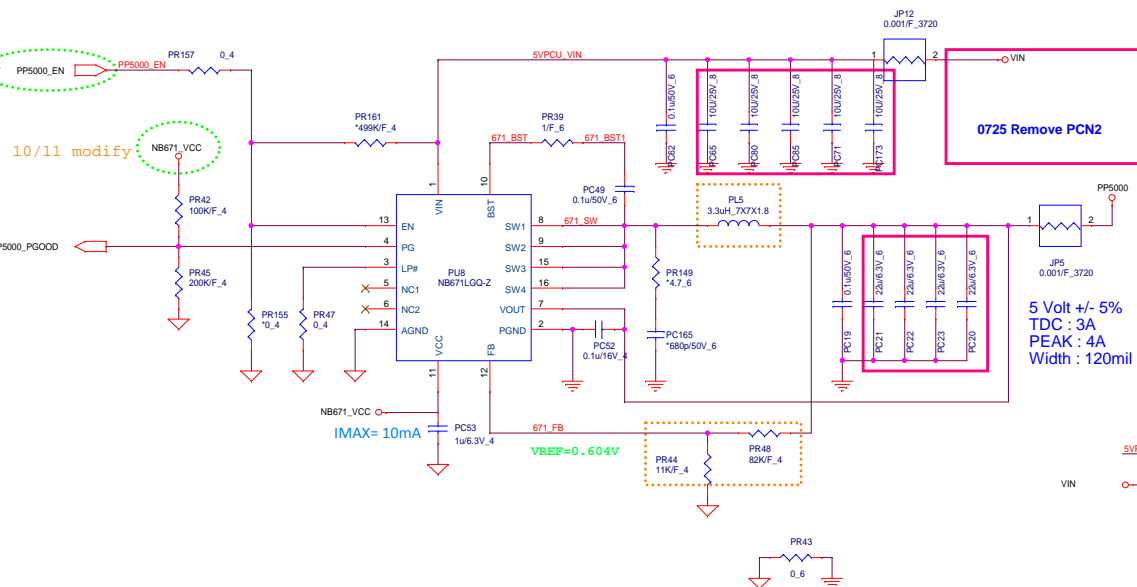 JP12
0.001/F_3720
PR157
0_4
PP5000_EN
PP5000_EN
5VPCU_VIN
1
2
VIN
0.1u/50V_6
10U/25V_8
10U/25V_8
10U/25V_8
10U/25V_8
10U/25V_8
PC62
PC65
PC80
PC85
PC71
PC173
0725 Remove PCN2
PR161
*499K/F_4
671_BST
PR39
1/F_6
671_BST1
10/11 modify
NB671_VCC
PC49
0.1u/50V_6
PL5
3.3uH_7X7X1.8
PP5000
PR42
100K/F_4
1
10
VIN
BST
13
EN
SW1
8
671_SW
1
2
P5000_PGOOD
4
PG
SW2
9
JP5
0.001/F_3720
3
LP#
SW3
15
PU8
NB671LGQ-Z
PR149
*4.7_6
PR45
200K/F_4
5
NC1
SW4
16
6
NC2
VOUT
7
14
AGND
PGND
2
0.1u/50V_6
22u/6.3V_6
22u/6.3V_6
22u/6.3V_6
22u/6.3V_6
PC19
PC21
PC22
PC23
PC20
5 Volt +/- 5%
TDC : 3A
PEAK : 4A
Width : 120mil
PR155
*0_4
PR47
0_4
VCC
FB
PC52
0.1u/16V_4
PC165
*680p/50V_6
11
12
NB671_VCC
IMAX= 10mA
PC53
1u/6.3V_4
671_FB
VREF=0.604V
PR44
11K/F_4
PR48
82K/F_4
VIN
PR43
0_6